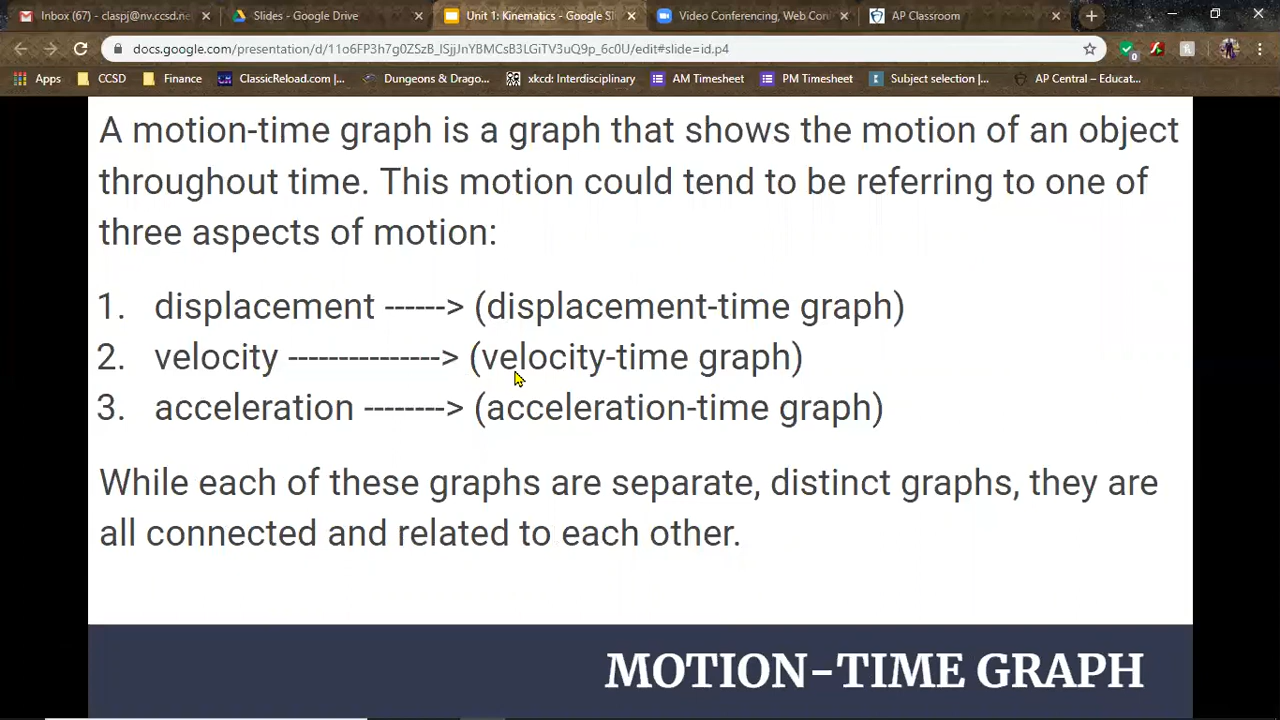 Inbox (67) - claspj@nv.ccsd.ne
Slides - Google Drive
Unit 1: Kinematics - Google Sl
Video Conferencing, Web Con
AP Classroom
docs.google.com/presentation/d/11o6FP3h7g0ZSzB_lSjjJnYBMCsB3LGiTV3uQ9p_6c0U/edit#slide=id.p4
Apps
CCSD
Finance
ClassicReload.com |...
Dungeons & Drago...
xkcd: Interdisciplinary
AM Timesheet
PM Timesheet
Subject selection |...
AP Central – Educat...
A motion-time graph is a graph that shows the motion of an object
throughout time. This motion could tend to be referring to one of
three aspects of motion:
1. displacement ------> (displacement-time graph)
2. velocity ---------------> (velocity-time graph)
3. acceleration --------> (acceleration-time graph)
While each of these graphs are separate, distinct graphs, they are
all connected and related to each other.
MOTION-TIME GRAPH